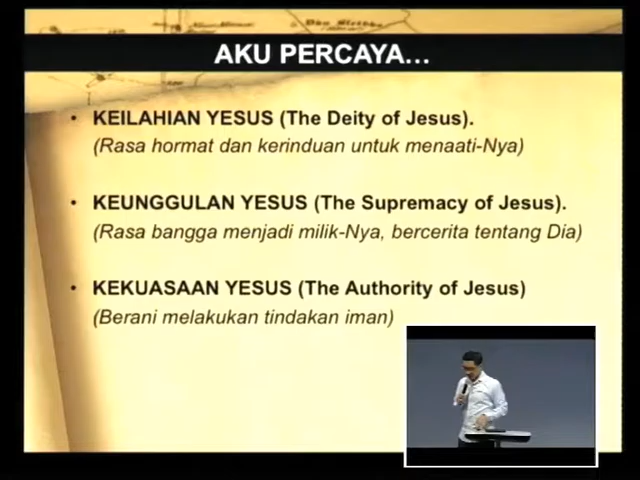 AKU PERCAYA...
• KEILAHIAN YESUS (The Deity of Jesus).
(Rasa hormat dan kerinduan untuk menaati-Nya)
• KEUNGGULAN YESUS (The Supremacy of Jesus).
(Rasa bangga menjadi milik-Nya, bercerita tentang Dia)
• KEKUASAAN YESUS (The Authority of Jesus)
(Berani melakukan tindakan iman)